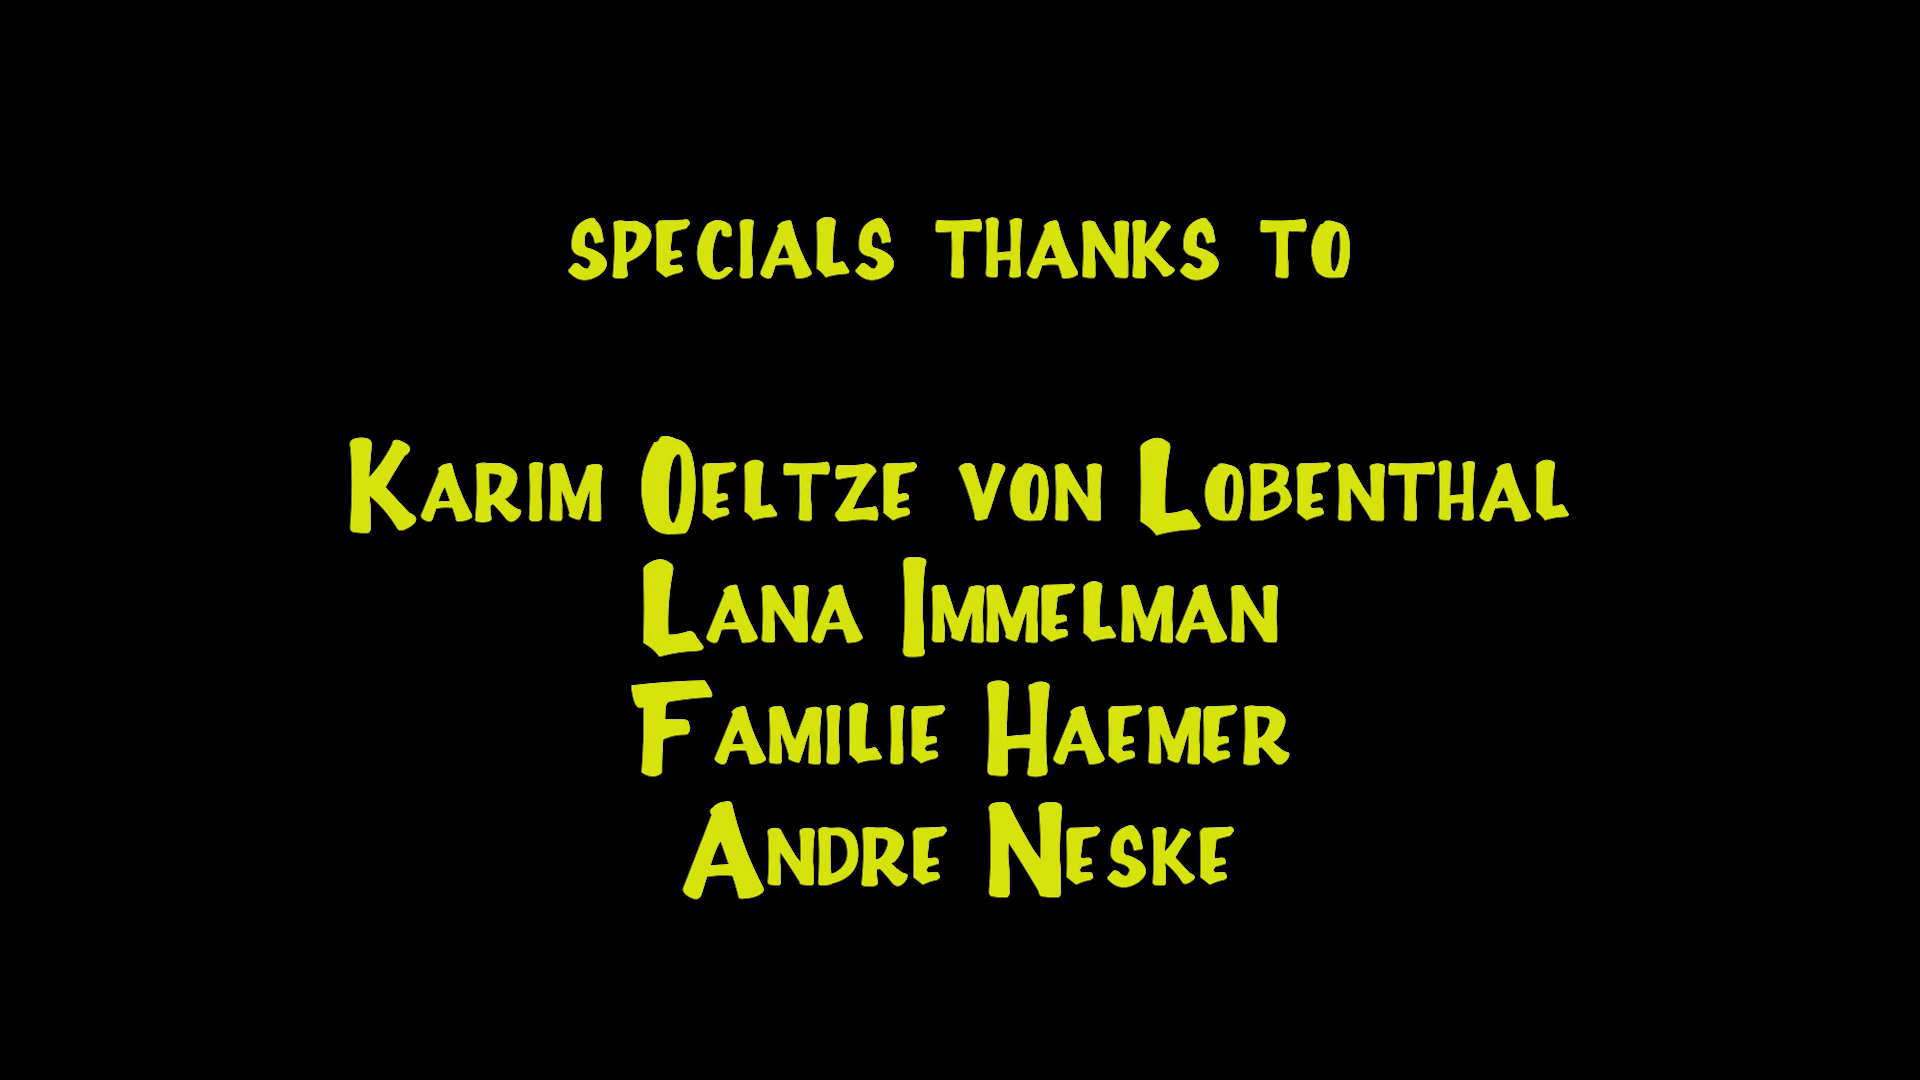 SPECIALS THANKS TO
KARIM OELTZE VON LOBENTHAL
LANA IMMELMAN
FAMILIE HAEMER
ANDRE NESKE